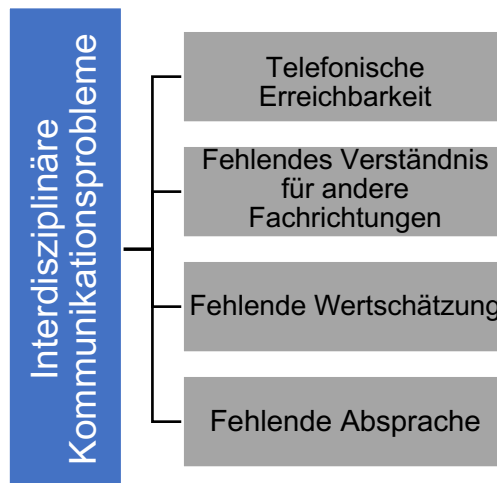 Interdisziplinäre
Kommunikationsprobleme
Telefonische
Erreichbarkeit
Fehlendes Verständnis
für andere
Fachrichtungen
Fehlende Wertschätzung
Fehlende Absprache